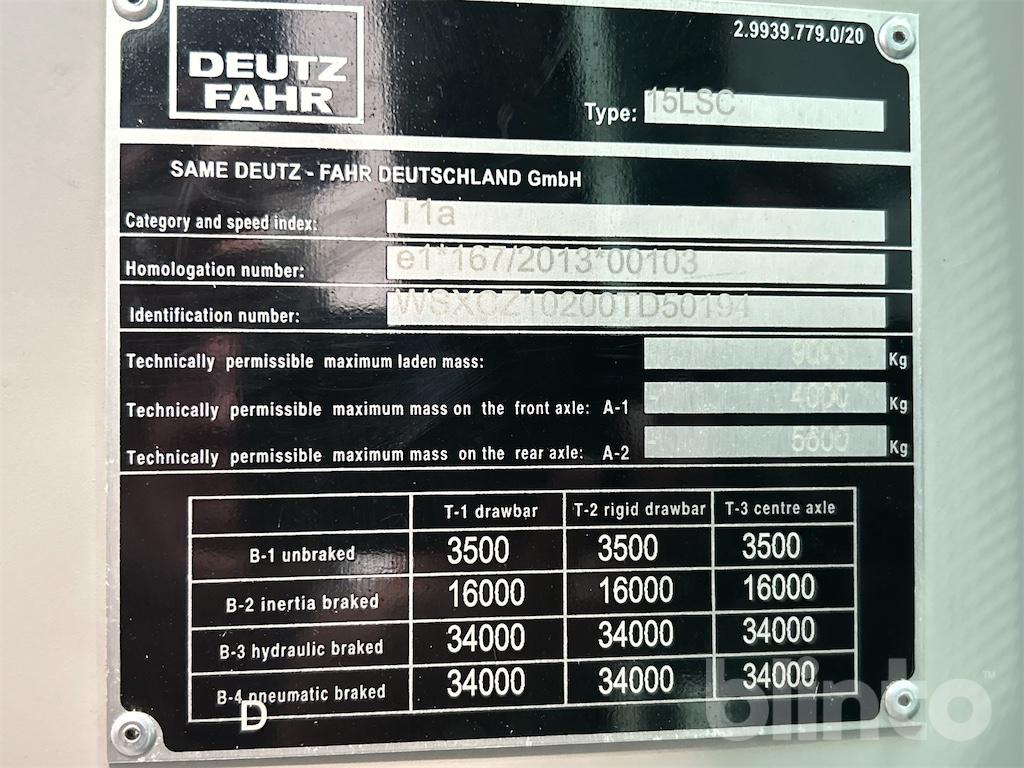 2.9939.779.0/20
DEUTZ
FAHR
Type: 15LSC
SAME DEUTZ - FAHR DEUTSCHLAND GmbH
Category and speed index: T1a
Homologation number: e1*167/2013*00103
Identification number: WSXCZ10200TD50194
Technically permissible maximum laden mass: Kg
Technically permissible maximum mass on the front axle: A-1 - 4000 Kg
Technically permissible maximum mass on the rear axle: A-2 - Kg
T-1 drawbar T-2 rigid drawbar T-3 centre axle
B-1 unbraked 3500 3500 3500
B-2 inertia braked 16000 16000 16000
B-3 hydraulic braked 34000 34000 34000
B-4 pneumatic braked 34000 34000 34000
D
blinto™